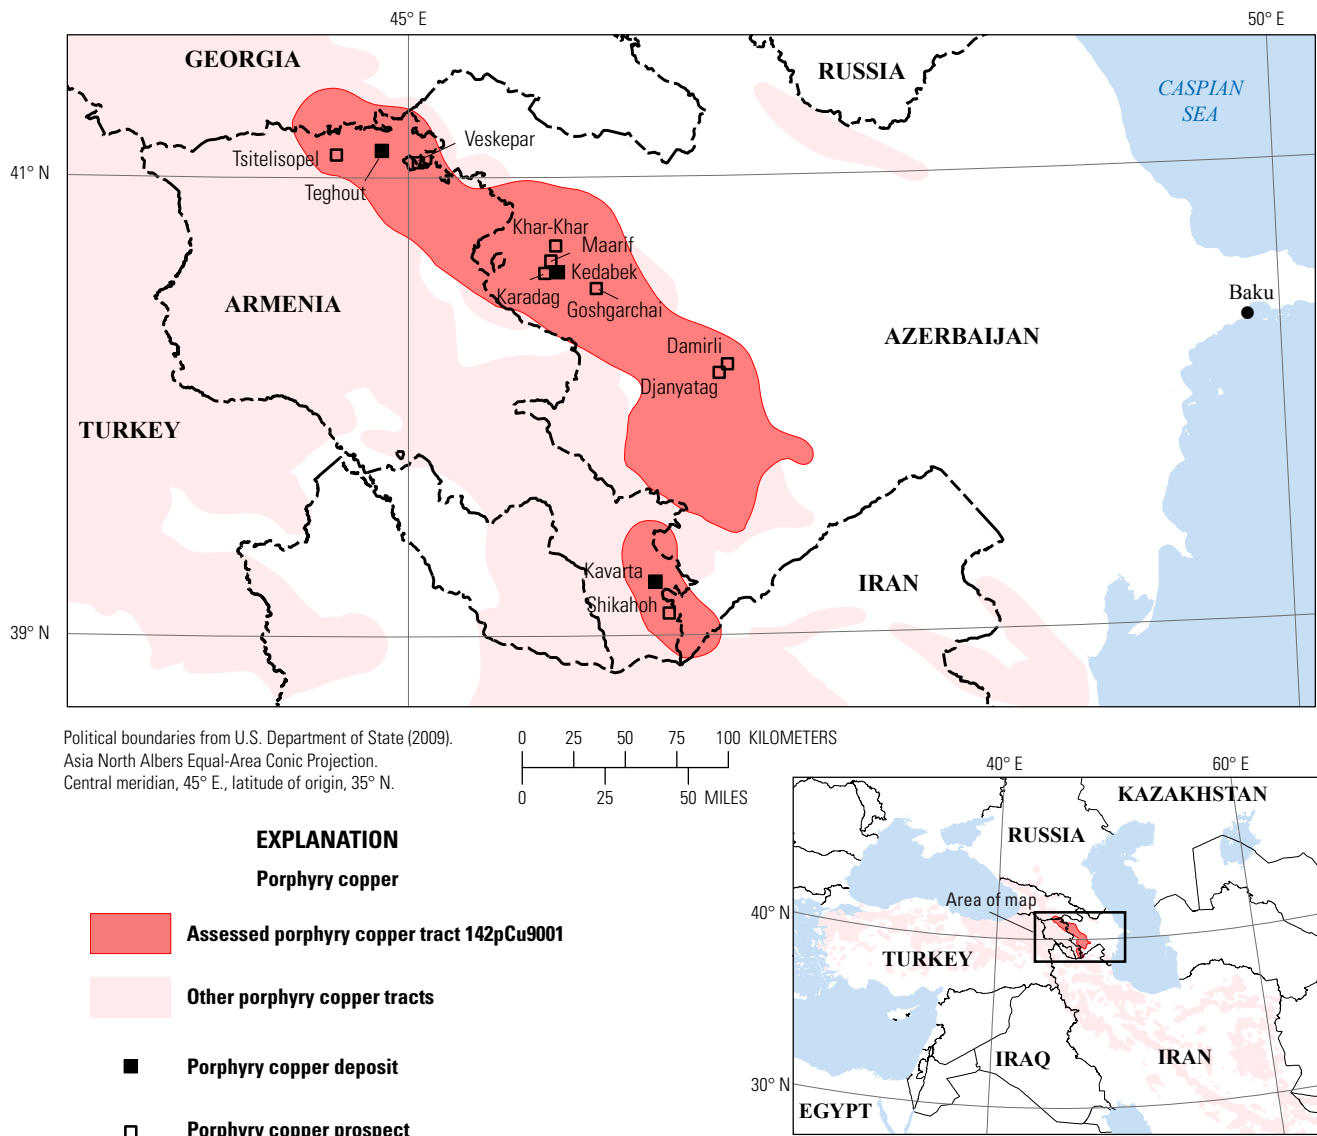 45° E
50° E
GEORGIA
RUSSIA
CASPIAN
SEA
Veskepar
Tsitelisopel
41° N
Teghout
Khar-Khar
Maarif
Kedabek
Karadag
Goshgarchai
Baku
ARMENIA
AZERBAIJAN
Damirli
Djanyatag
TURKEY
Kavarta
IRAN
Shikahoh
39° N
Political boundaries from U.S. Department of State (2009).
Asia North Albers Equal-Area Conic Projection.
Central meridian, 45° E., latitude of origin, 35° N.
0 25 50 75 100 KILOMETERS
0 25 50 MILES
EXPLANATION
Porphyry copper
Assessed porphyry copper tract 142pCu9001
Other porphyry copper tracts
Porphyry copper deposit
Porphyry copper prospect
40° E
60° E
KAZAKHSTAN
RUSSIA
Area of map
40° N
TURKEY
IRAQ
IRAN
30° N
EGYPT